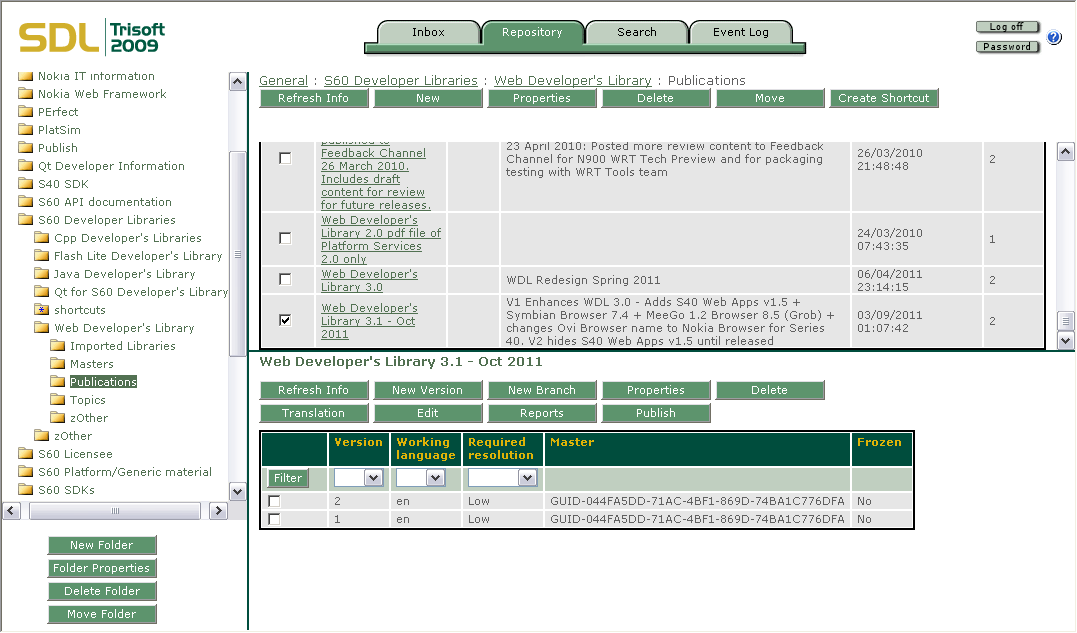 SDL Trisoft 2009
Inbox
Repository
Search
Event Log
Log off
Password
?
Nokia IT information
Nokia Web Framework
PErfect
PlatSim
Publish
Qt Developer Information
S40 SDK
S60 API documentation
S60 Developer Libraries
Cpp Developer's Libraries
Flash Lite Developer's Library
Java Developer's Library
Qt for S60 Developer's Library
shortcuts
Web Developer's Library
Imported Libraries
Masters
Publications
Topics
zOther
zOther
S60 Licensee
S60 Platform/Generic material
S60 SDKs
New Folder
Folder Properties
Delete Folder
Move Folder
General : S60 Developer Libraries : Web Developer's Library : Publications
Refresh Info
New
Properties
Delete
Move
Create Shortcut
published to
Feedback Channel
26 March 2010.
Includes draft
content for review
for future releases.
23 April 2010: Posted more review content to Feedback
Channel for N900 WRT Tech Preview and for packaging
testing with WRT Tools team
26/03/2010
21:48:48
2
Web Developer's
Library 2.0 pdf file of
Platform Services
2.0 only
24/03/2010
07:43:35
1
Web Developer's
Library 3.0
WDL Redesign Spring 2011
06/04/2011
23:14:15
2
Web Developer's
Library 3.1 - Oct
2011
V1 Enhances WDL 3.0 - Adds S40 Web Apps v1.5 +
Symbian Browser 7.4 + MeeGo 1.2 Browser 8.5 (Grob) +
changes Ovi Browser name to Nokia Browser for Series
40. V2 hides S40 Web Apps v1.5 until released
03/09/2011
01:07:42
2
Web Developer's Library 3.1 - Oct 2011
Refresh Info
New Version
New Branch
Properties
Delete
Translation
Edit
Reports
Publish
Version
Working
language
Required
resolution
Master
Frozen
Filter
2 en Low GUID-044FA5DD-71AC-4BF1-869D-74BA1C776DFA No
1 en Low GUID-044FA5DD-71AC-4BF1-869D-74BA1C776DFA No